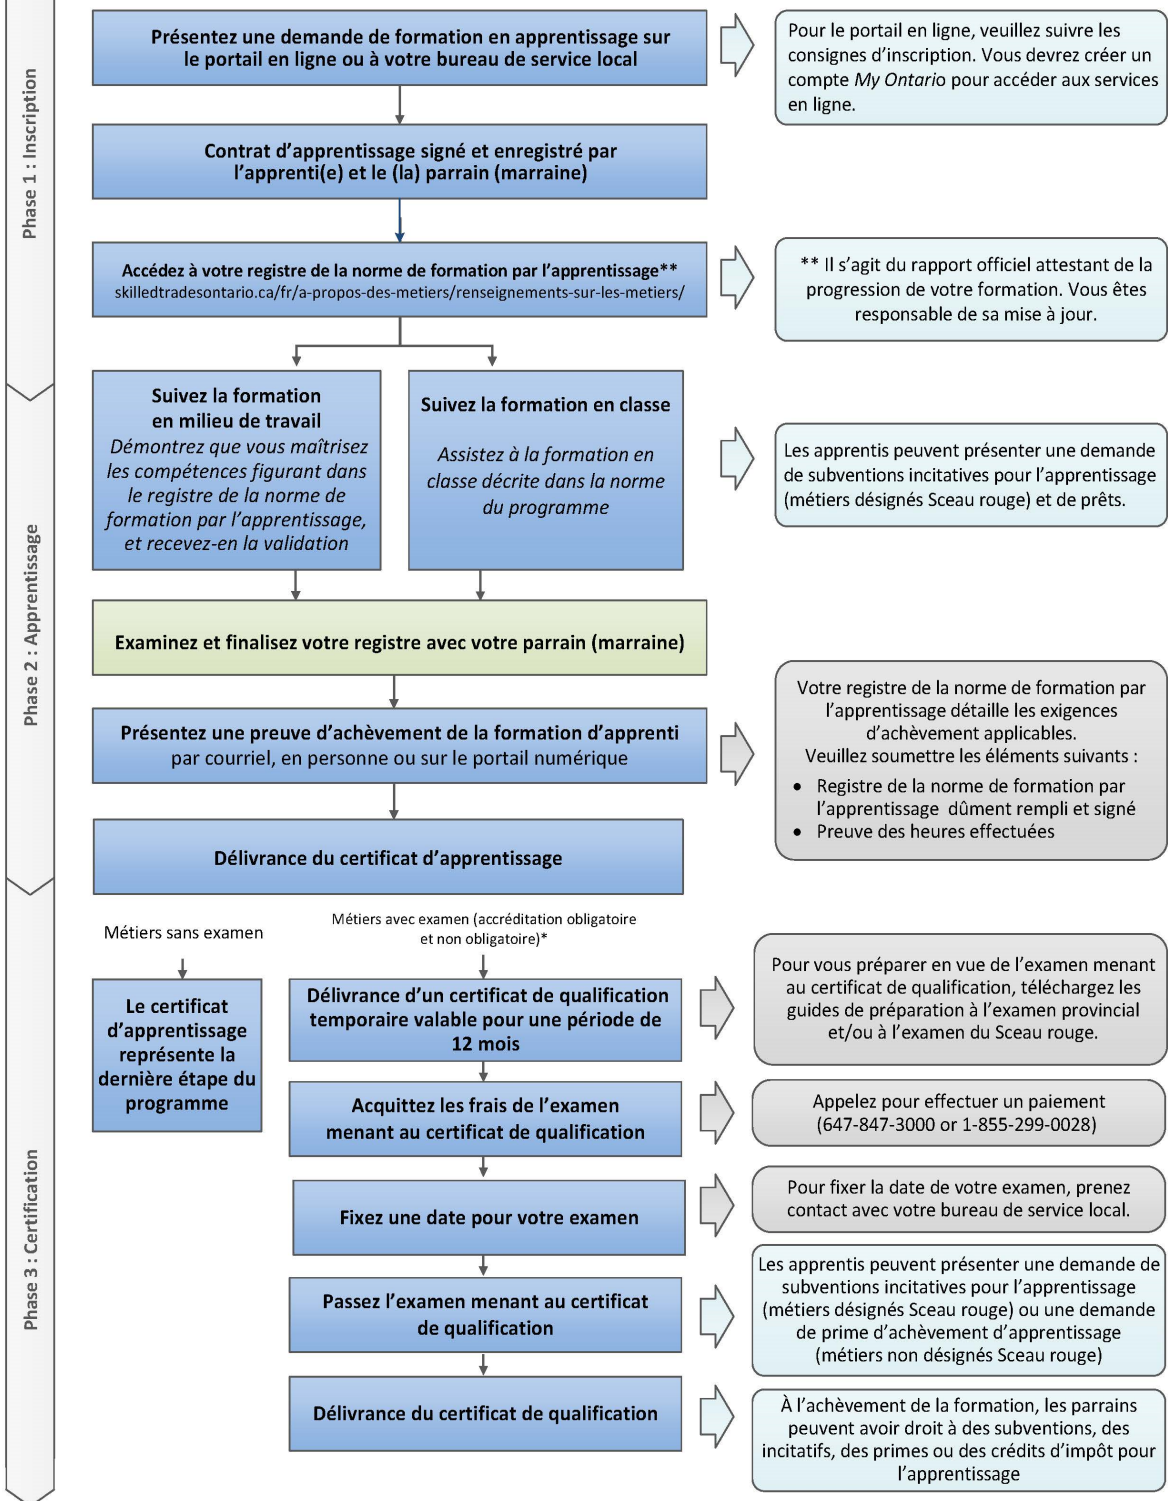 Phase 1 : Inscription
Présentez une demande de formation en apprentissage sur
le portail en ligne ou à votre bureau de service local
Pour le portail en ligne, veuillez suivre les
consignes d’inscription. Vous devrez créer un
compte My Ontario pour accéder aux services
en ligne.
Contrat d’apprentissage signé et enregistré par
l’apprenti(e) et le (la) parrain (marraine)
Accédez à votre registre de la norme de formation par l’apprentissage**
skilledtradesontario.ca/fr/a-propos-des-metiers/renseignements-sur-les-metiers/
** Il s’agit du rapport officiel attestant de la
progression de votre formation. Vous êtes
responsable de sa mise à jour.
Phase 2 : Apprentissage
Suivez la formation
en milieu de travail
Démontrez que vous maîtrisez
les compétences figurant dans
le registre de la norme de
formation par l’apprentissage,
et recevez-en la validation
Suivez la formation en classe
Assistez à la formation en
classe décrite dans la norme
du programme
Les apprentis peuvent présenter une demande
de subventions incitatives pour l’apprentissage
(métiers désignés Sceau rouge) et de prêts.
Examinez et finalisez votre registre avec votre parrain (marraine)
Présentez une preuve d’achèvement de la formation d’apprenti
par courriel, en personne ou sur le portail numérique
Votre registre de la norme de formation par
l’apprentissage détaille les exigences
d’achèvement applicables.
Veuillez soumettre les éléments suivants :
• Registre de la norme de formation par
l’apprentissage dûment rempli et signé
• Preuve des heures effectuées
Délivrance du certificat d’apprentissage
Phase 3 : Certification
Métiers sans examen
Le certificat
d’apprentissage
représente la
dernière étape du
programme
Métiers avec examen (accréditation obligatoire
et non obligatoire)*
Délivrance d’un certificat de qualification
temporaire valable pour une période de
12 mois
Pour vous préparer en vue de l’examen menant
au certificat de qualification, téléchargez les
guides de préparation à l’examen provincial
et/ou à l’examen du Sceau rouge.
Acquittez les frais de l’examen
menant au certificat de qualification
Appelez pour effectuer un paiement
(647-847-3000 or 1-855-299-0028)
Fixez une date pour votre examen
Pour fixer la date de votre examen, prenez
contact avec votre bureau de service local.
Passez l’examen menant au certificat
de qualification
Les apprentis peuvent présenter une demande de
subventions incitatives pour l’apprentissage
(métiers désignés Sceau rouge) ou une demande
de prime d’achèvement d’apprentissage
(métiers non désignés Sceau rouge)
Délivrance du certificat de qualification
À l’achèvement de la formation, les parrains
peuvent avoir droit à des subventions, des
incitatifs, des primes ou des crédits d’impôt pour
l’apprentissage